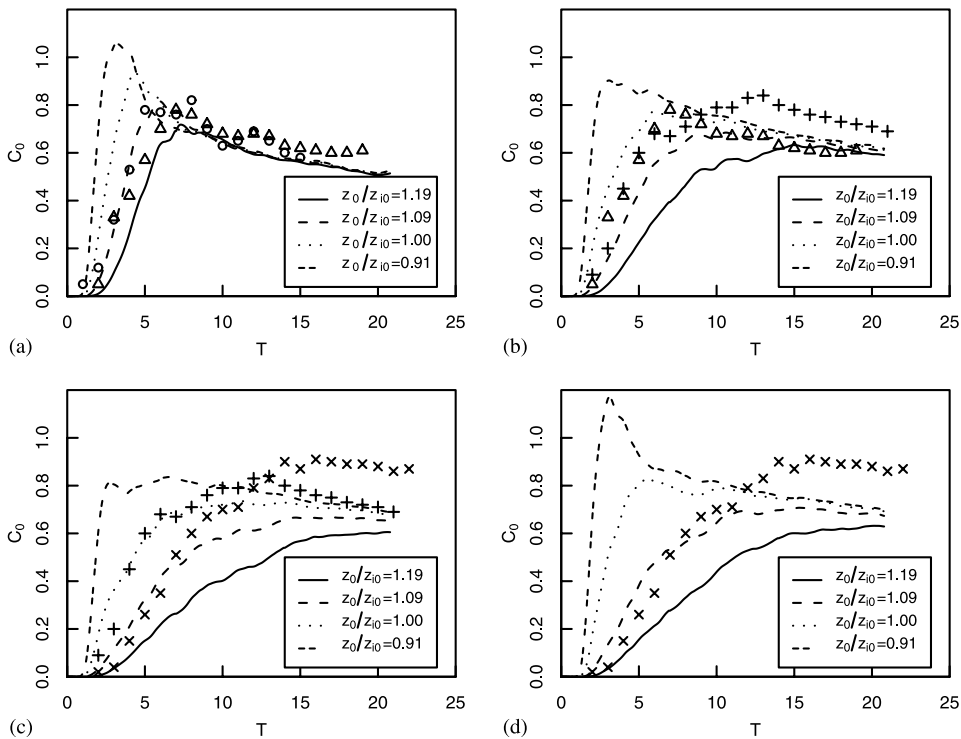 C₀
0.0 0.2 0.4 0.6 0.8 1.0
0 5 10 15 20 25
T
z₀/zᵢ₀=1.19
z₀/zᵢ₀=1.09
z₀/zᵢ₀=1.00
z₀/zᵢ₀=0.91
(a)
C₀
0.0 0.2 0.4 0.6 0.8 1.0
0 5 10 15 20 25
T
z₀/zᵢ₀=1.19
z₀/zᵢ₀=1.09
z₀/zᵢ₀=1.00
z₀/zᵢ₀=0.91
(b)
C₀
0.0 0.2 0.4 0.6 0.8 1.0
0 5 10 15 20 25
T
z₀/zᵢ₀=1.19
z₀/zᵢ₀=1.09
z₀/zᵢ₀=1.00
z₀/zᵢ₀=0.91
(c)
C₀
0.0 0.2 0.4 0.6 0.8 1.0
0 5 10 15 20 25
T
z₀/zᵢ₀=1.19
z₀/zᵢ₀=1.09
z₀/zᵢ₀=1.00
z₀/zᵢ₀=0.91
(d)